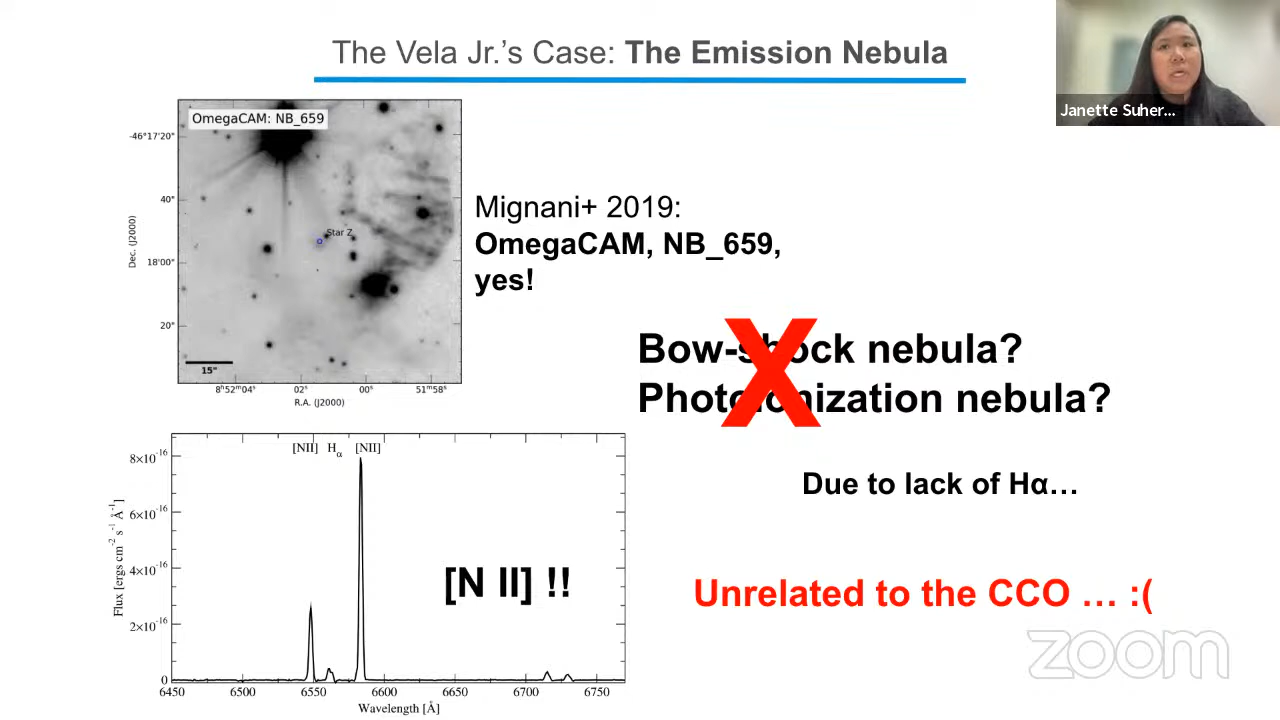 The Vela Jr.'s Case: The Emission Nebula
Janette Suher...
OmegaCAM: NB_659
-46°17'20"
40"
18'00"
20"
Dec. (J2000)
Star Z
15"
8ʰ52ᵐ04ˢ
02ˢ
00ˢ
51ᵐ58ˢ
R.A. (J2000)
Mignani+ 2019:
OmegaCAM, NB_659,
yes!
Bow-shock nebula?
X
Photoionization nebula?
Due to lack of Hα…
Unrelated to the CCO … :(
[NII] Hα [NII]
8×10⁻¹⁶
6×10⁻¹⁶
4×10⁻¹⁶
2×10⁻¹⁶
0
Flux [ergs cm⁻² s⁻¹ Å⁻¹]
[N II] !!
6450 6500 6550 6600 6650 6700 6750
Wavelength [Å]
zoom